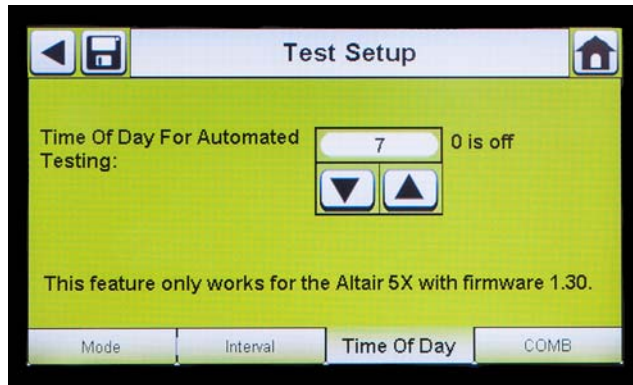 Test Setup
Time Of Day For Automated
Testing:
7
0 is off
This feature only works for the Altair 5X with firmware 1.30.
Mode
Interval
Time Of Day
COMB